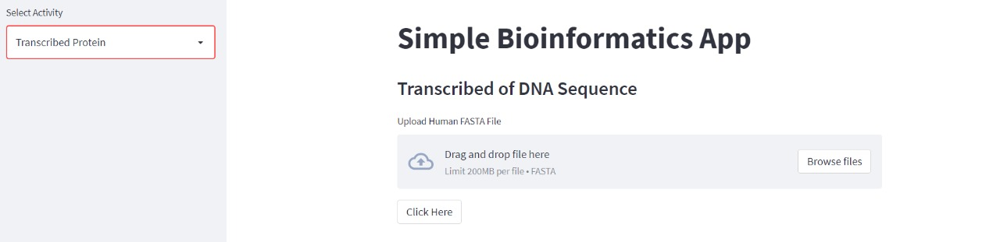 Select Activity
Transcribed Protein
Simple Bioinformatics App
Transcribed of DNA Sequence
Upload Human FASTA File
Drag and drop file here
Limit 200MB per file • FASTA
Browse files
Click Here